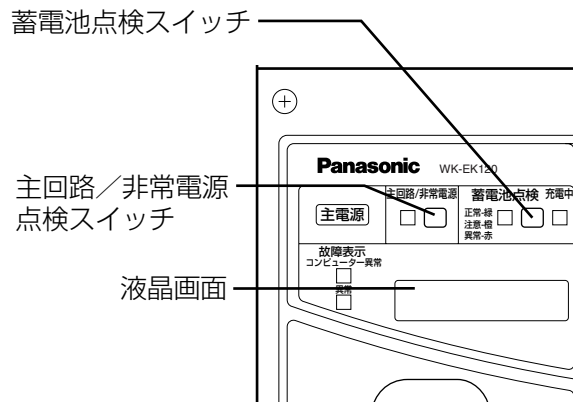 蓄電池点検スイッチ
Panasonic WK-EK120
主回路/非常電源 蓄電池点検 充電中
主回路／非常電源
点検スイッチ
主電源
正常-緑
注意-橙
異常-赤
故障表示
コンピューター異常
異常
液晶画面